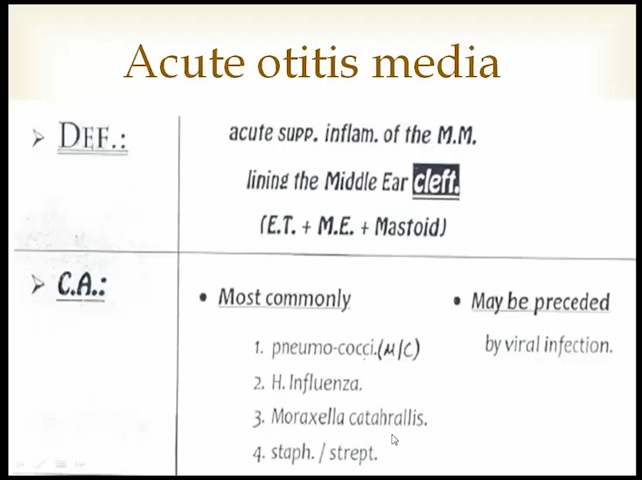 Acute otitis media
➢ DEF.:
acute supp. inflam. of the M.M.
lining the Middle Ear cleft.
(E.T. + M.E. + Mastoid)
➢ C.A.:
• Most commonly
1. pneumo-cocci.(M/C)
2. H. Influenza.
3. Moraxella catahrallis.
4. staph. / strept.
• May be preceded
by viral infection.